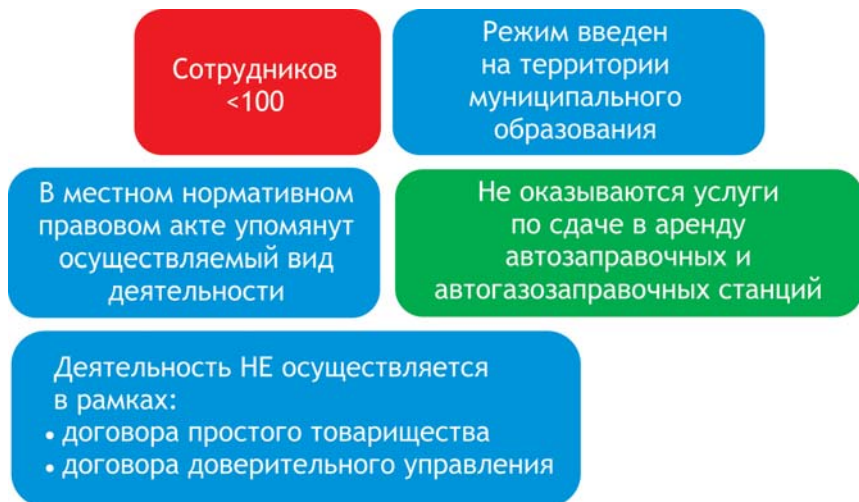 Сотрудников
<100
Режим введен
на территории
муниципального
образования
В местном нормативном
правовом акте упомянут
осуществляемый вид
деятельности
Не оказываются услуги
по сдаче в аренду
автозаправочных и
автогазозаправочных станций
Деятельность НЕ осуществляется
в рамках:
• договора простого товарищества
• договора доверительного управления